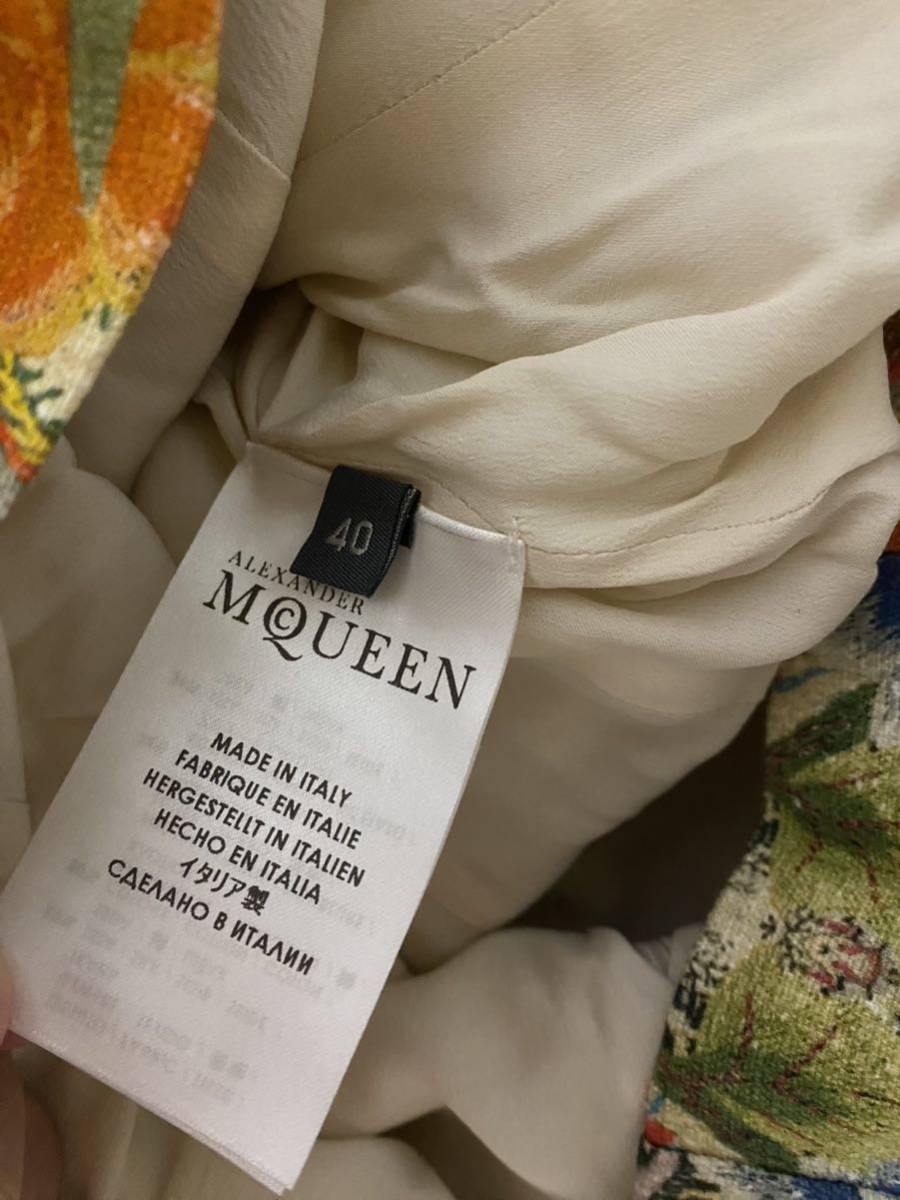 40
ALEXANDER
MCQUEEN
MADE IN ITALY
FABRIQUE EN ITALIE
HERGESTELLT IN ITALIEN
HECHO EN ITALIA
イタリア製
СДЕЛАНО В ИТАЛИИ